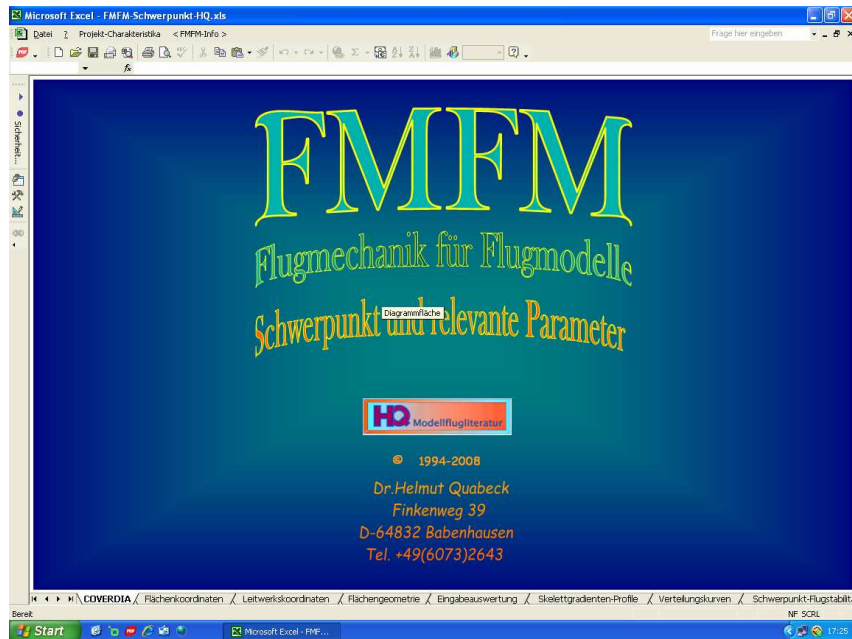 Microsoft Excel - FMFM-Schwerpunkt-HQ.xls
Datei ? Projekt-Charakteristika <FMFM-Info > Frage hier eingeben
fx
Sicherheit...
FMFM
Flugmechanik für Flugmodelle
Schwerpunkt und relevante Parameter
Diagrammfläche
HQ Modellflugliteratur
© 1994-2008
Dr.Helmut Quabeck
Finkenweg 39
D-64832 Babenhausen
Tel. +49(6073)2643
COVERDIA / Flächenkoordinaten / Leitwerkskoordinaten / Flächengeometrie / Eingabeauswertung / Skelettgradienten-Profile / Verteilungskurven / Schwerpunkt-Flugstabilit
Bereit NF SCRL
Start Microsoft Excel - FMF... 17:25